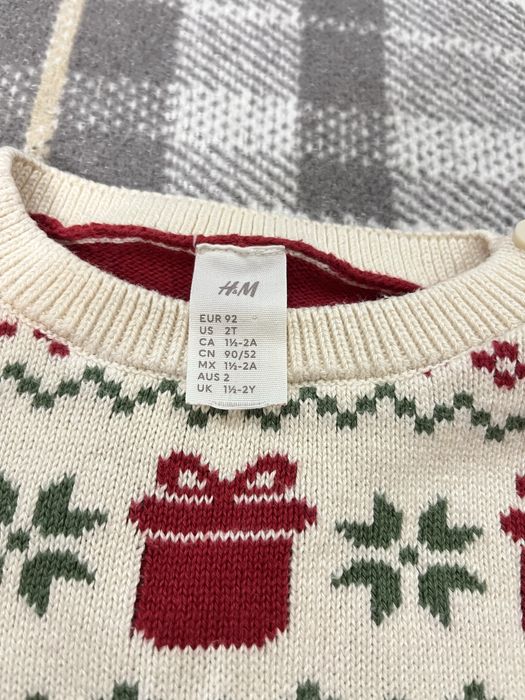 H&M
EUR 92
US 2T
CA 1½-2A
CN 90/52
MX 1½-2A
AUS 2
UK 1½-2Y